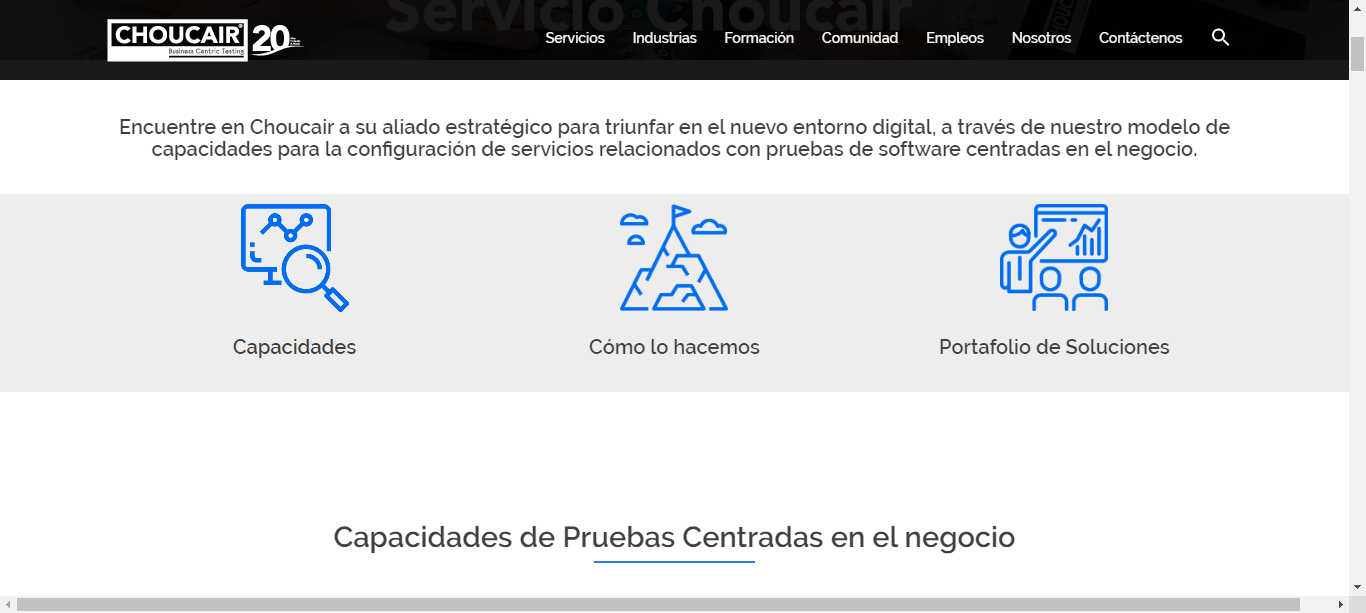 Servicio Choucair
CHOUCAIR
Business Centric Testing
20
Servicios Industrias Formación Comunidad Empleos Nosotros Contáctenos
Encuentre en Choucair a su aliado estratégico para triunfar en el nuevo entorno digital, a través de nuestro modelo de
capacidades para la configuración de servicios relacionados con pruebas de software centradas en el negocio.
Capacidades Cómo lo hacemos Portafolio de Soluciones
Capacidades de Pruebas Centradas en el negocio